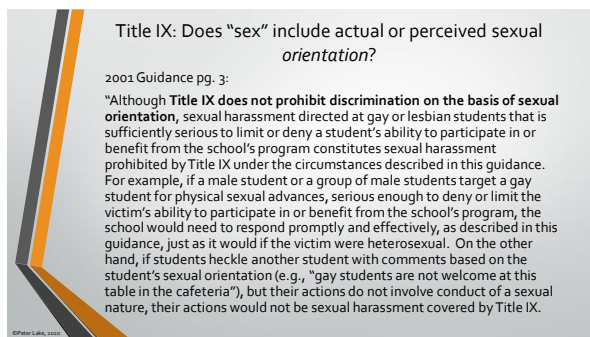 Title IX: Does “sex” include actual or perceived sexual
orientation?
2001 Guidance pg. 3:
“Although Title IX does not prohibit discrimination on the basis of sexual
orientation, sexual harassment directed at gay or lesbian students that is
sufficiently serious to limit or deny a student’s ability to participate in or
benefit from the school’s program constitutes sexual harassment
prohibited by Title IX under the circumstances described in this guidance.
For example, if a male student or a group of male students target a gay
student for physical sexual advances, serious enough to deny or limit the
victim’s ability to participate in or benefit from the school’s program, the
school would need to respond promptly and effectively, as described in this
guidance, just as it would if the victim were heterosexual. On the other
hand, if students heckle another student with comments based on the
student’s sexual orientation (e.g., “gay students are not welcome at this
table in the cafeteria”), but their actions do not involve conduct of a sexual
nature, their actions would not be sexual harassment covered by Title IX.
©Peter Lake, 2020